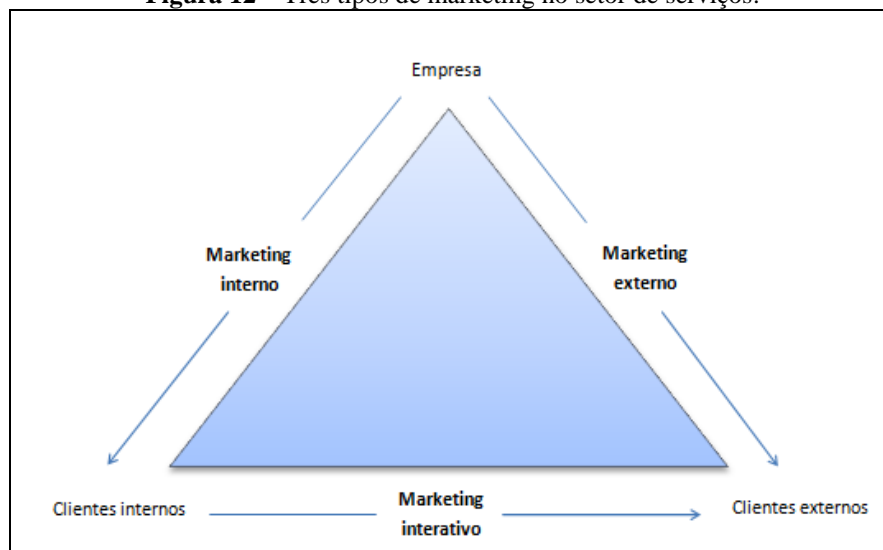 Figura 12 – Três tipos de marketing no setor de serviços.
Empresa
Marketing
interno
Marketing
externo
Clientes internos
Marketing
interativo
Clientes externos